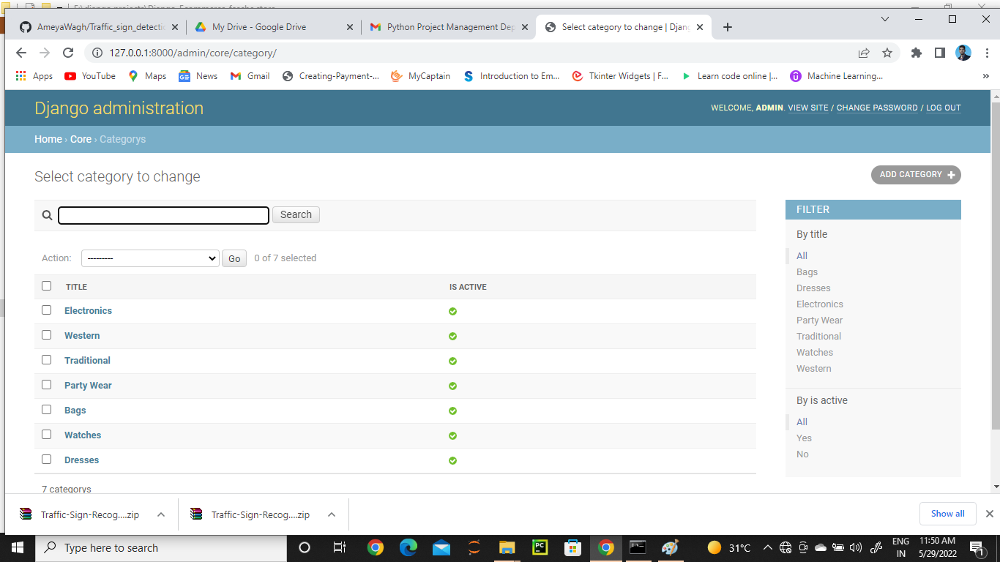 AmeyaWagh/Traffic_sign_detectic
My Drive - Google Drive
Python Project Management Dep
Select category to change | Djan
127.0.0.1:8000/admin/core/category/
Apps
YouTube
Maps
News
Gmail
Creating-Payment-...
MyCaptain
Introduction to Em...
Tkinter Widgets | F...
Learn code online |...
Machine Learning...
»
Django administration
WELCOME, ADMIN. VIEW SITE / CHANGE PASSWORD / LOG OUT
Home › Core › Categorys
Select category to change
ADD CATEGORY +
Search
Action: --------- Go 0 of 7 selected
TITLE IS ACTIVE
Electronics
Western
Traditional
Party Wear
Bags
Watches
Dresses
7 categorys
FILTER
By title
All
Bags
Dresses
Electronics
Party Wear
Traditional
Watches
Western
By is active
All
Yes
No
Traffic-Sign-Recog....zip
Traffic-Sign-Recog....zip
Show all
Type here to search
31°C
ENG
IN
11:50 AM
5/29/2022
1